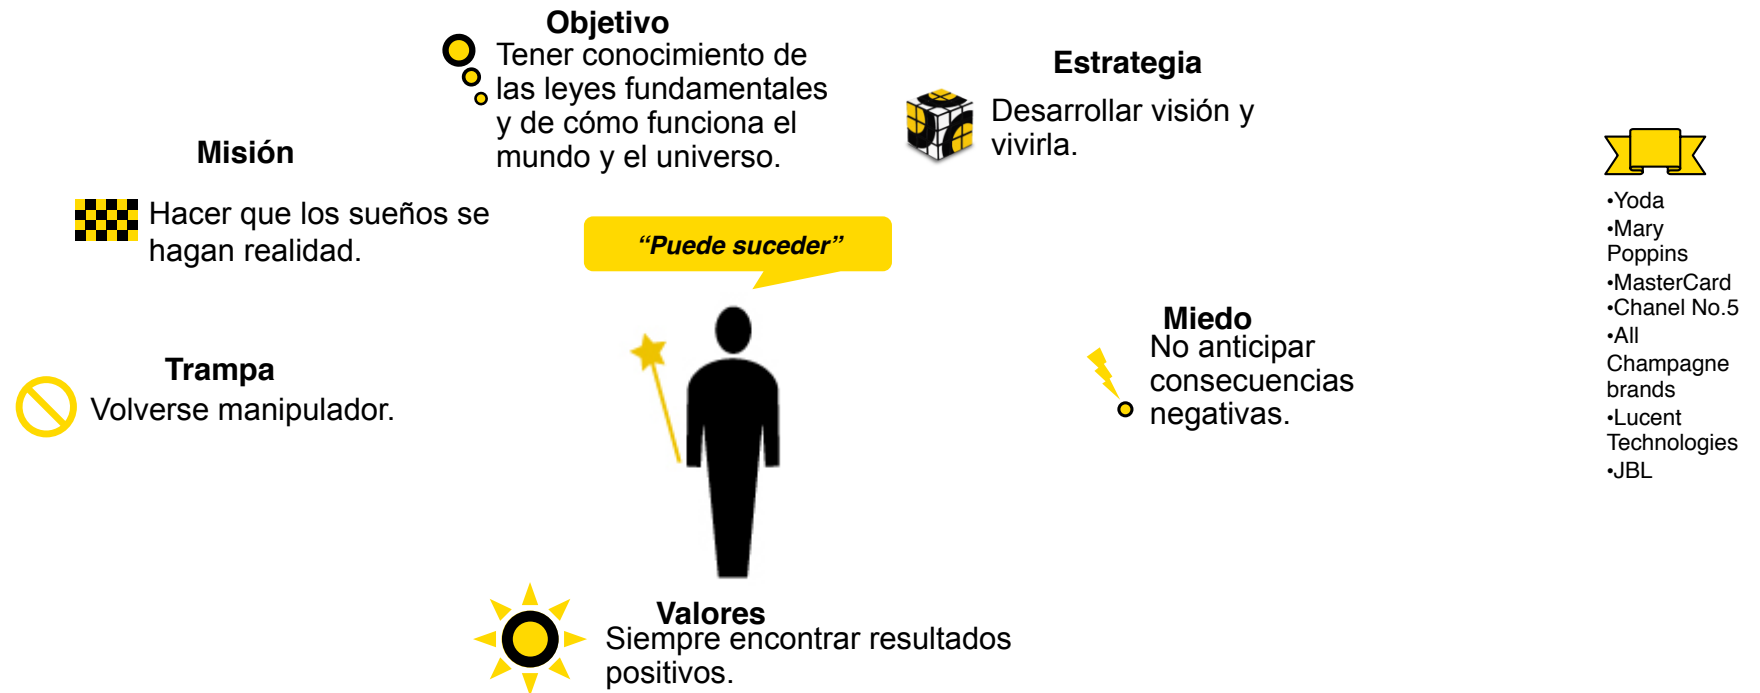 Objetivo
Tener conocimiento de
las leyes fundamentales
y de cómo funciona el
mundo y el universo.
Estrategia
Desarrollar visión y
vivirla.
Misión
Hacer que los sueños se
hagan realidad.
“Puede suceder”
Trampa
Volverse manipulador.
Miedo
No anticipar
consecuencias
negativas.
Valores
Siempre encontrar resultados
positivos.
•Yoda
•Mary
Poppins
•MasterCard
•Chanel No.5
•All
Champagne
brands
•Lucent
Technologies
•JBL